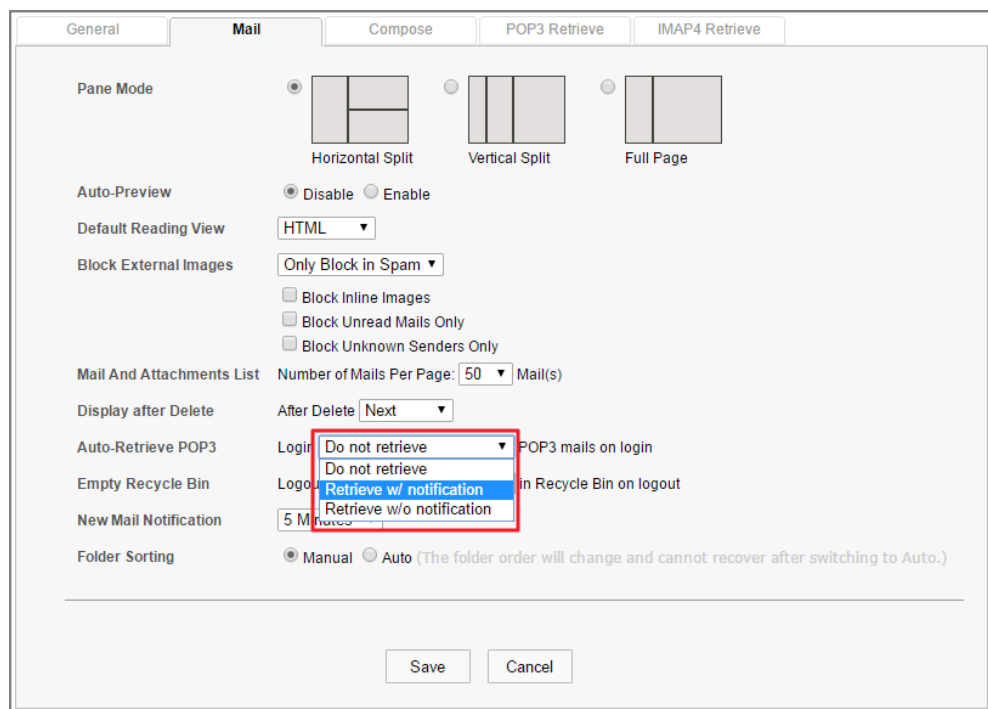 General Mail Compose POP3 Retrieve IMAP4 Retrieve
Pane Mode
Horizontal Split Vertical Split Full Page
Auto-Preview Disable Enable
Default Reading View HTML
Block External Images Only Block in Spam
Block Inline Images
Block Unread Mails Only
Block Unknown Senders Only
Mail And Attachments List Number of Mails Per Page: 50 Mail(s)
Display after Delete After Delete Next
Auto-Retrieve POP3 Login Do not retrieve POP3 mails on login
Do not retrieve
Empty Recycle Bin Retrieve w/ notification in Recycle Bin on logout
Retrieve w/o notification
New Mail Notification 5
Folder Sorting Manual Auto (The folder order will change and cannot recover after switching to Auto.)
Save Cancel